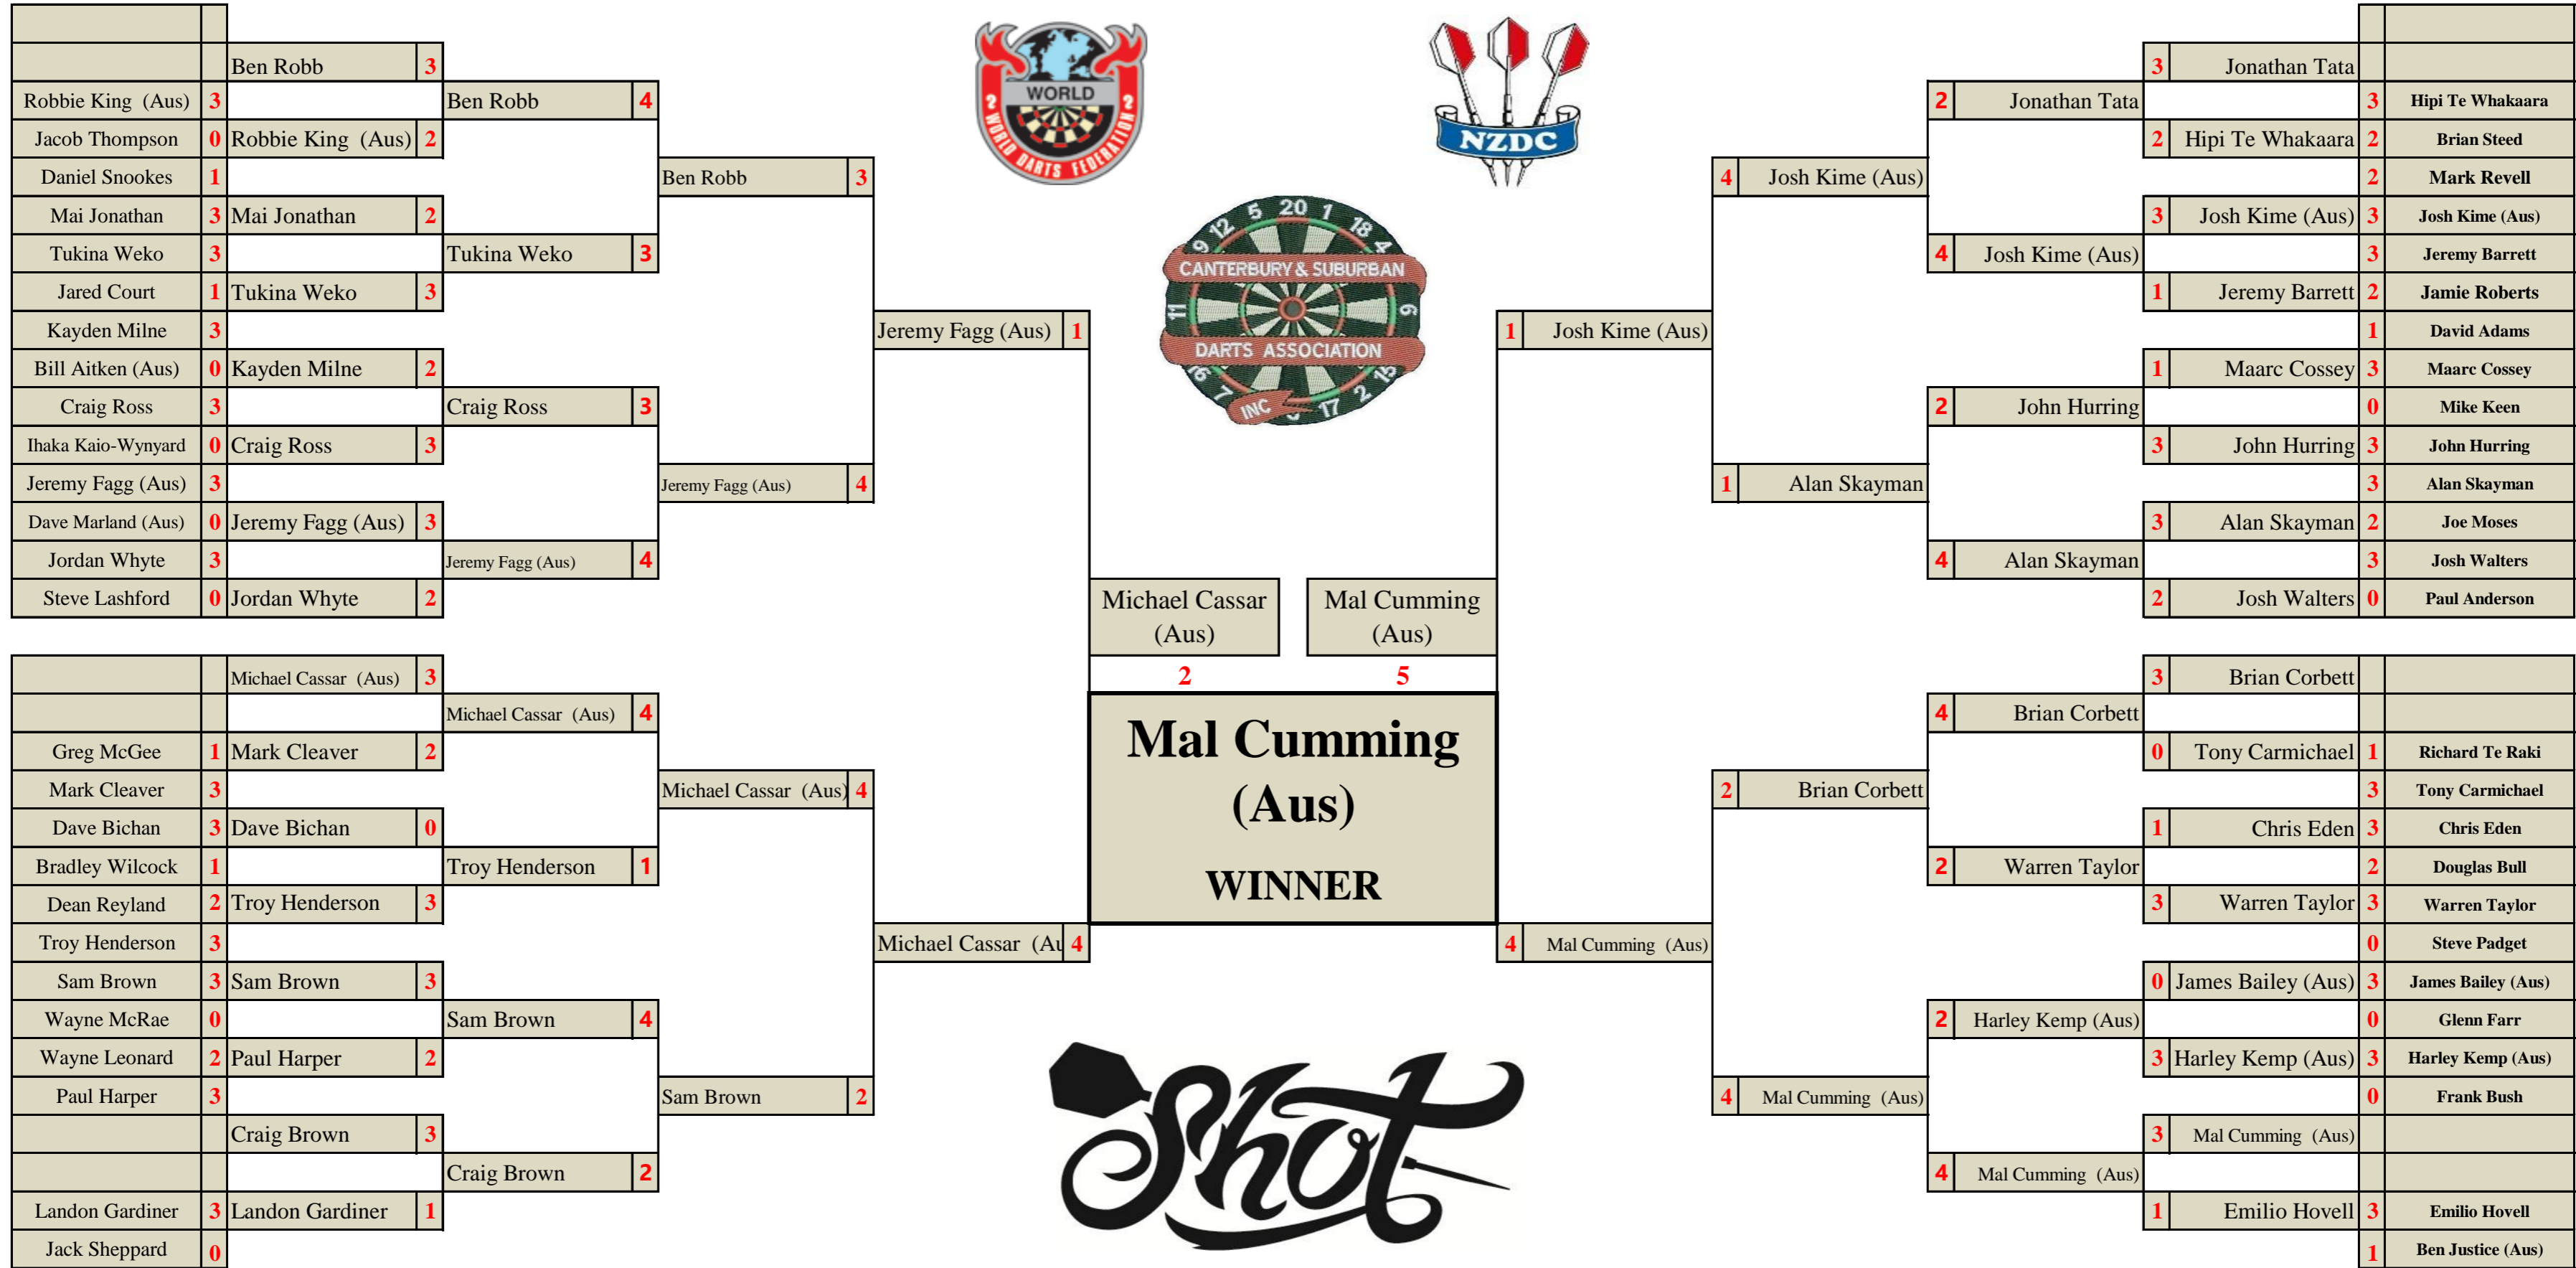 Ben Robb 3
Robbie King (Aus) 3
Ben Robb 4
Jacob Thompson 0 Robbie King (Aus) 2
Daniel Snookes 1
Ben Robb 3
Mai Jonathan 3 Mai Jonathan 2
Tukina Weko 3
Tukina Weko 3
Jared Court 1 Tukina Weko 3
Kayden Milne 3
Jeremy Fagg (Aus) 1
Bill Aitken (Aus) 0 Kayden Milne 2
Craig Ross 3
Craig Ross 3
Ihaka Kaio-Wynyard 0 Craig Ross 3
Jeremy Fagg (Aus) 3
Jeremy Fagg (Aus) 4
Dave Marland (Aus) 0 Jeremy Fagg (Aus) 3
Jordan Whyte 3
Jeremy Fagg (Aus) 4
Steve Lashford 0 Jordan Whyte 2
Michael Cassar (Aus) 3
Michael Cassar (Aus) 4
Greg McGee 1 Mark Cleaver 2
Mark Cleaver 3
Michael Cassar (Aus) 4
Dave Bichan 3 Dave Bichan 0
Bradley Wilcock 1
Troy Henderson 1
Dean Reyland 2 Troy Henderson 3
Troy Henderson 3
Michael Cassar (Au 4
Sam Brown 3 Sam Brown 3
Wayne McRae 0
Sam Brown 4
Wayne Leonard 2 Paul Harper 2
Paul Harper 3
Sam Brown 2
Craig Brown 3
Craig Brown 2
Landon Gardiner 3 Landon Gardiner 1
Jack Sheppard 0
WORLD
2 WORLD DARTS FEDERATION 2
NZDC
9 12 5 20 1 18 4
CANTERBURY & SUBURBAN
11 6
DARTS ASSOCIATION
16 7 17 2 15
INC
Michael Cassar
(Aus)
2
Mal Cumming
(Aus)
5
Mal Cumming
(Aus)
WINNER
Shot
3 Jonathan Tata
2 Jonathan Tata
3 Hipi Te Whakaara
2 Hipi Te Whakaara 2 Brian Steed
4 Josh Kime (Aus)
2 Mark Revell
3 Josh Kime (Aus) 3 Josh Kime (Aus)
4 Josh Kime (Aus)
3 Jeremy Barrett
1 Jeremy Barrett 2 Jamie Roberts
1 Josh Kime (Aus)
1 David Adams
1 Maarc Cossey 3 Maarc Cossey
2 John Hurring
0 Mike Keen
3 John Hurring 3 John Hurring
1 Alan Skayman
3 Alan Skayman
3 Alan Skayman 2 Joe Moses
4 Alan Skayman
3 Josh Walters
2 Josh Walters 0 Paul Anderson
3 Brian Corbett
4 Brian Corbett
0 Tony Carmichael 1 Richard Te Raki
2 Brian Corbett
3 Tony Carmichael
1 Chris Eden 3 Chris Eden
2 Warren Taylor
2 Douglas Bull
3 Warren Taylor 3 Warren Taylor
4 Mal Cumming (Aus)
0 Steve Padget
0 James Bailey (Aus) 3 James Bailey (Aus)
2 Harley Kemp (Aus)
0 Glenn Farr
3 Harley Kemp (Aus) 3 Harley Kemp (Aus)
4 Mal Cumming (Aus)
0 Frank Bush
3 Mal Cumming (Aus)
4 Mal Cumming (Aus)
1 Emilio Hovell 3 Emilio Hovell
1 Ben Justice (Aus)